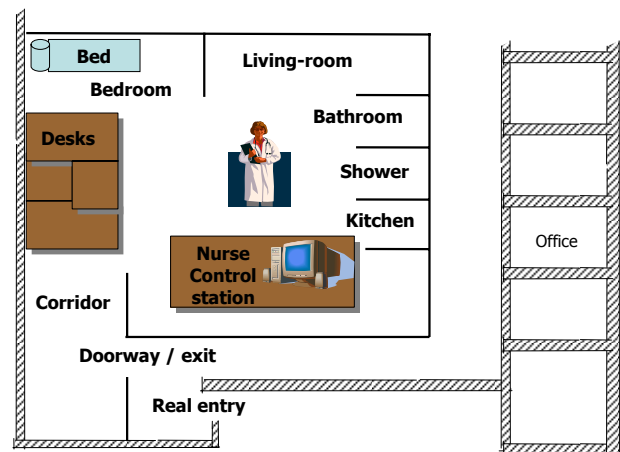 Bed
Living-room
Bedroom
Bathroom
Desks
Shower
Kitchen
Office
Nurse
Control
station
Corridor
Doorway / exit
Real entry